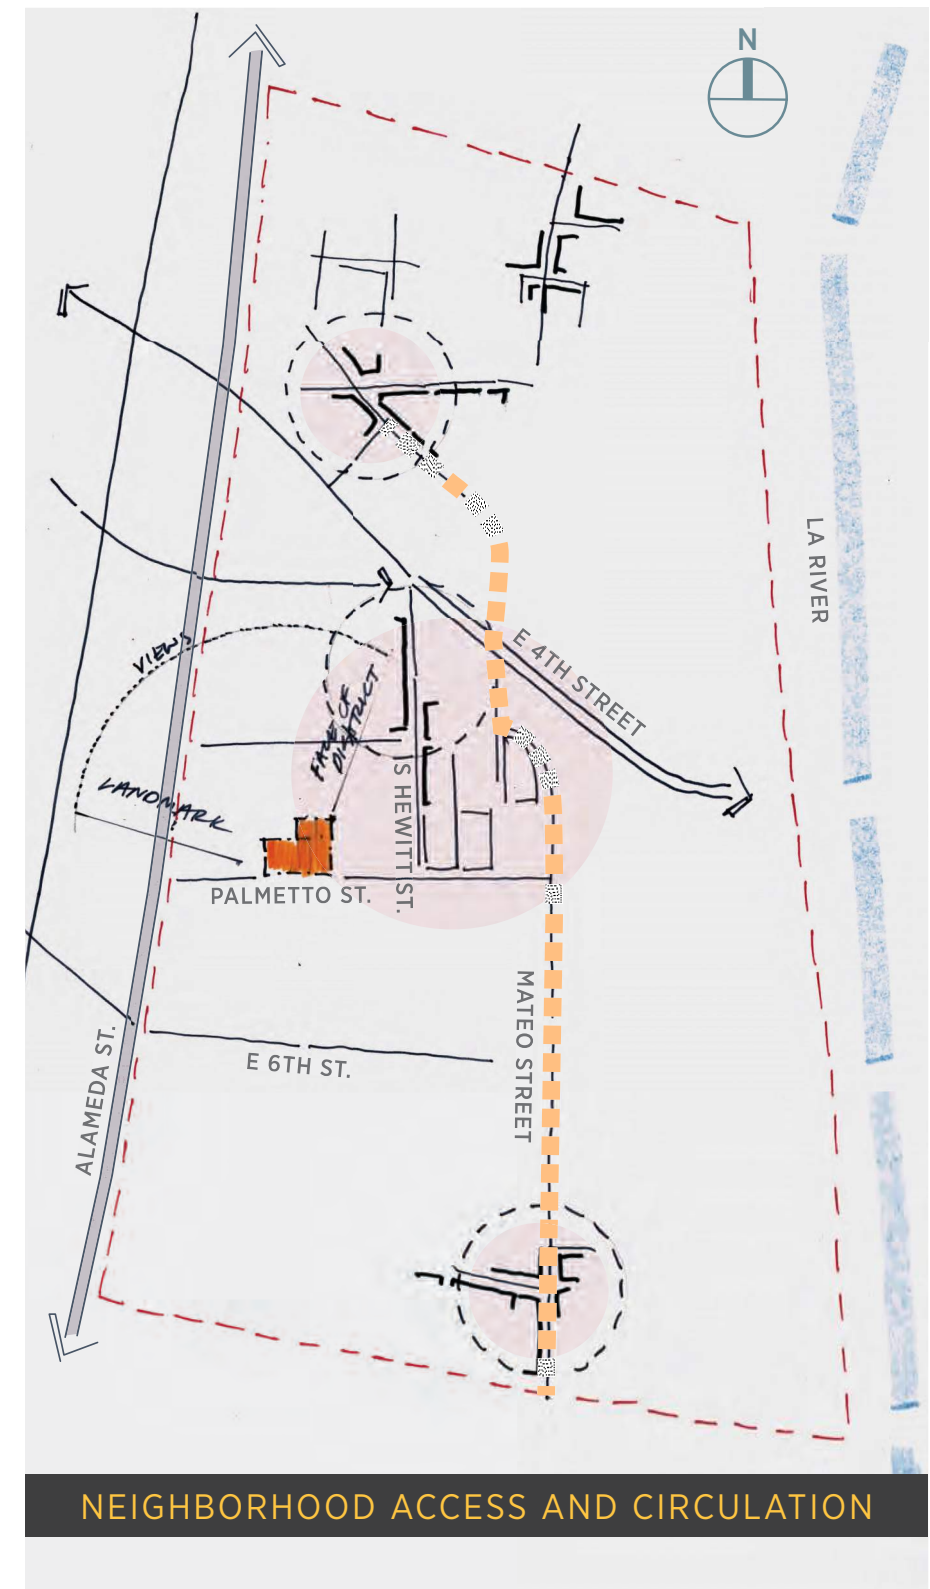 N
LA RIVER
E 4TH STREET
VIEWS
FACE OF
DISTRICT
LANDMARK
S HEWITT ST.
PALMETTO ST.
MATEO STREET
ALAMEDA ST.
E 6TH ST.
NEIGHBORHOOD ACCESS AND CIRCULATION